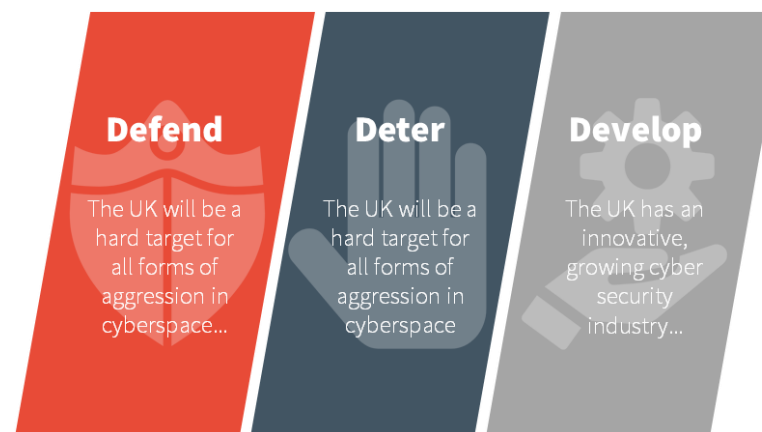 Defend
The UK will be a
hard target for
all forms of
aggression in
cyberspace...
Deter
The UK will be a
hard target for
all forms of
aggression in
cyberspace
Develop
The UK has an
innovative,
growing cyber
security
industry...